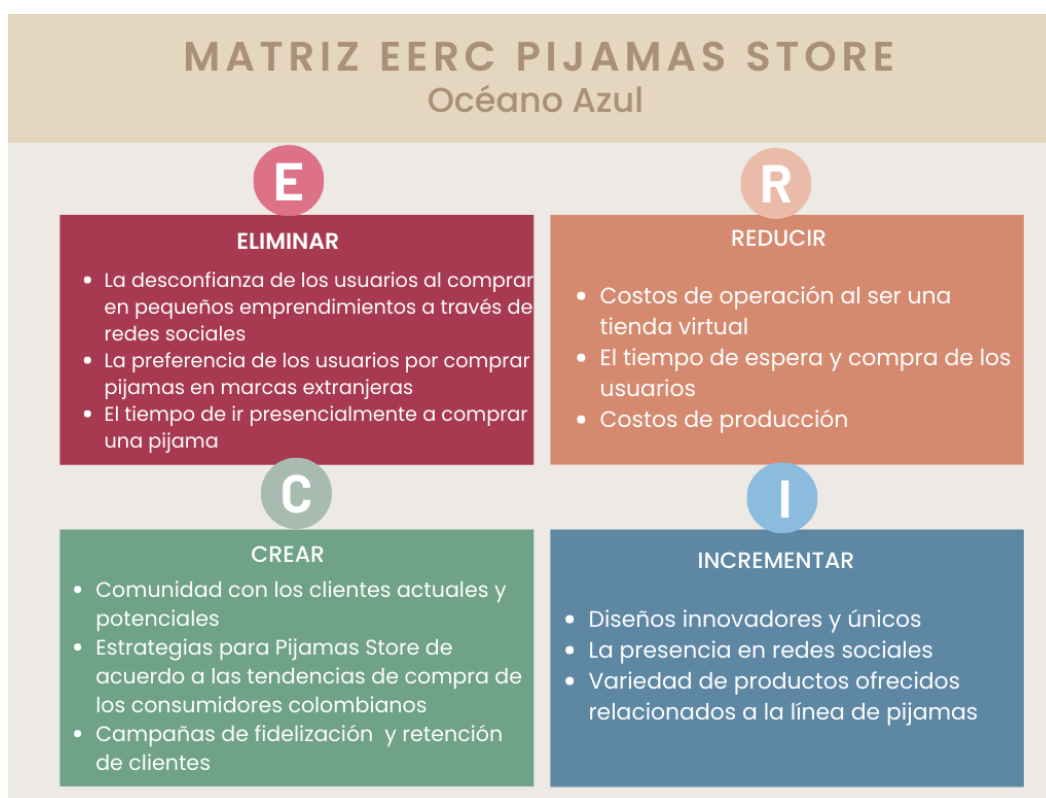 MATRIZ EERC PIJAMAS STORE
Océano Azul
E
ELIMINAR
• La desconfianza de los usuarios al comprar
en pequeños emprendimientos a través de
redes sociales
• La preferencia de los usuarios por comprar
pijamas en marcas extranjeras
• El tiempo de ir presencialmente a comprar
una pijama
R
REDUCIR
• Costos de operación al ser una
tienda virtual
• El tiempo de espera y compra de los
usuarios
• Costos de producción
C
CREAR
• Comunidad con los clientes actuales y
potenciales
• Estrategias para Pijamas Store de
acuerdo a las tendencias de compra de
los consumidores colombianos
• Campañas de fidelización y retención
de clientes
I
INCREMENTAR
• Diseños innovadores y únicos
• La presencia en redes sociales
• Variedad de productos ofrecidos
relacionados a la línea de pijamas